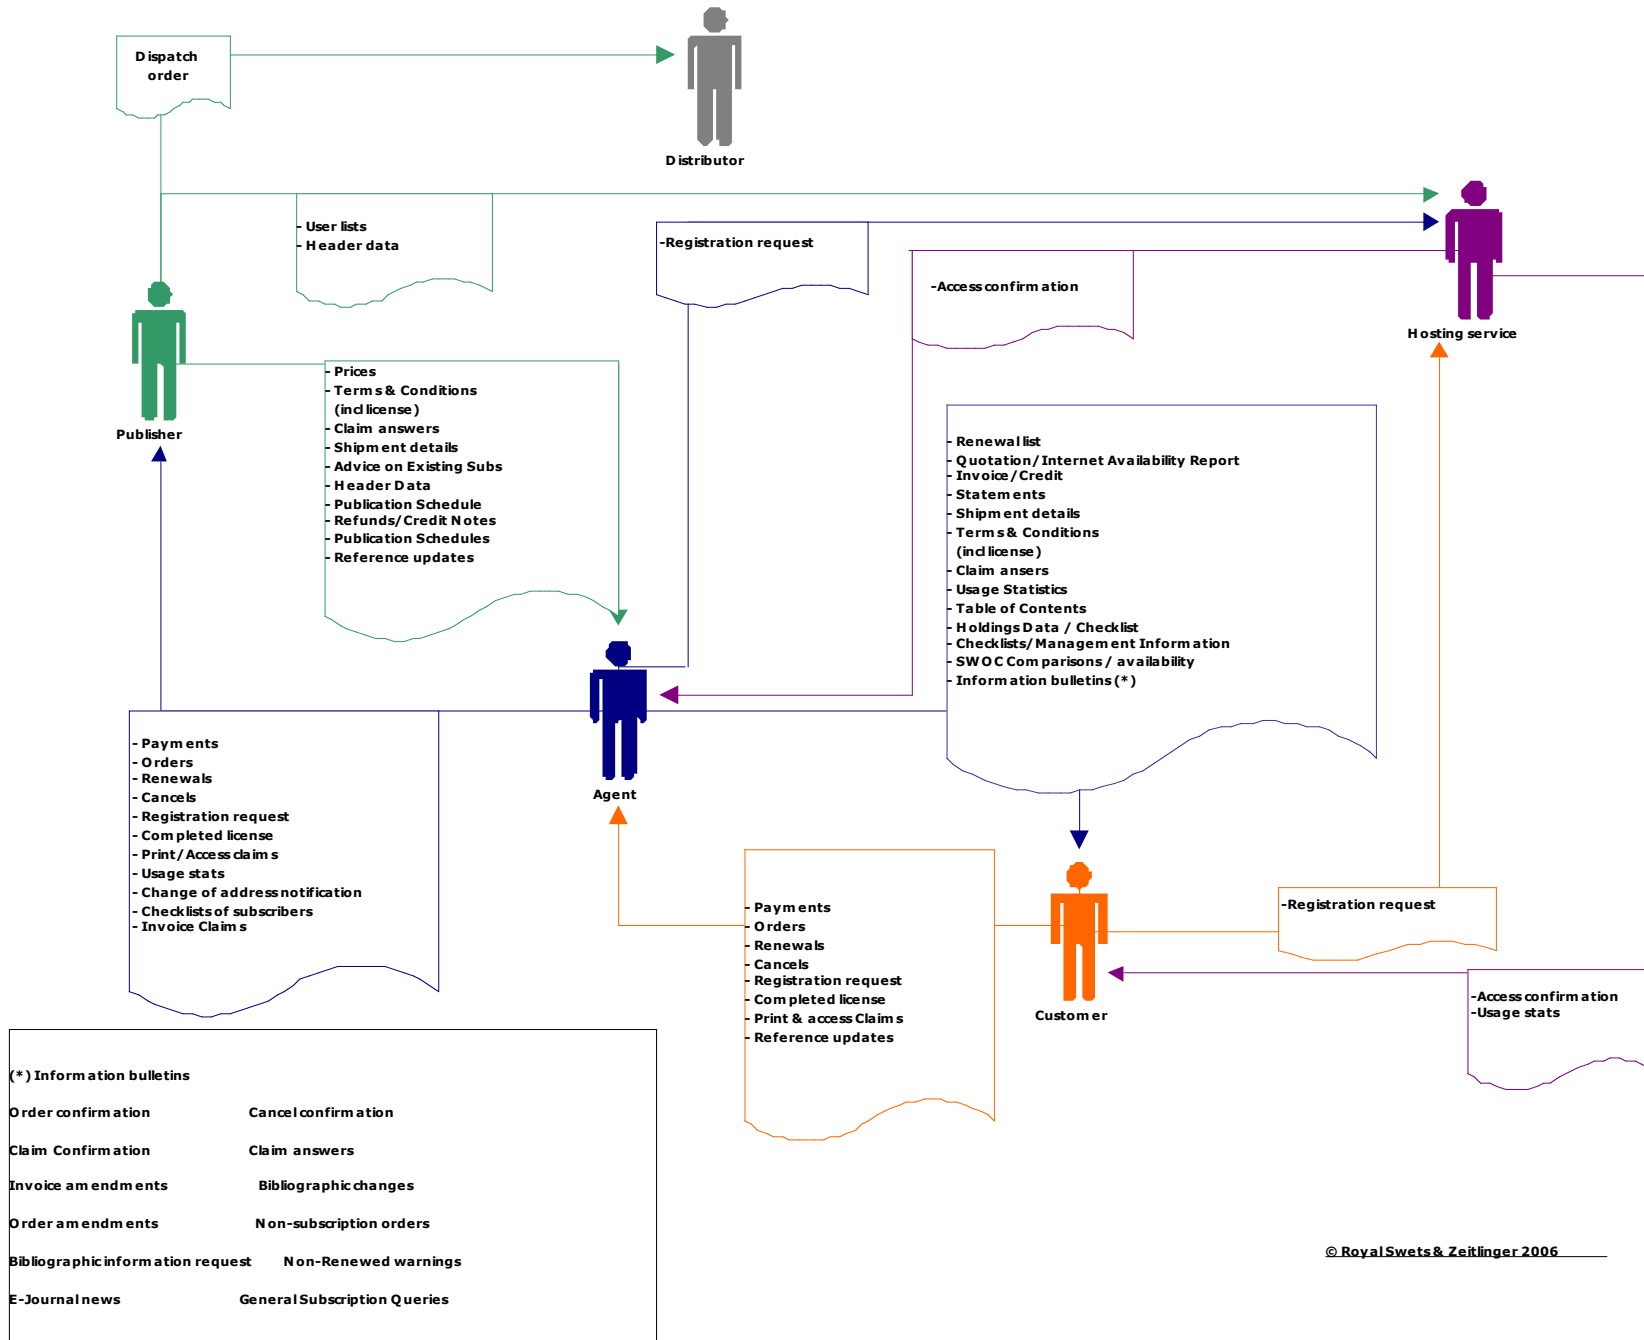 Dispatch
order
Distributor
- User lists
- Header data
-Registration request
-Access confirmation
Hosting service
Publisher
- Prices
- Terms & Conditions
(incl license)
- Claim answers
- Shipment details
- Advice on Existing Subs
- Header Data
- Publication Schedule
- Refunds/Credit Notes
- Publication Schedules
- Reference updates
- Renewal list
- Quotation/Internet Availability Report
- Invoice/Credit
- Statements
- Shipment details
- Terms & Conditions
(incl license)
- Claim ansers
- Usage Statistics
- Table of Contents
- Holdings Data / Checklist
- Checklists/Management Information
- SWOC Comparisons / availability
- Information bulletins (*)
Agent
- Payments
- Orders
- Renewals
- Cancels
- Registration request
- Completed license
- Print/Access claims
- Usage stats
- Change of address notification
- Checklists of subscribers
- Invoice Claims
- Payments
- Orders
- Renewals
- Cancels
- Registration request
- Completed license
- Print & access Claims
- Reference updates
Customer
-Registration request
-Access confirmation
-Usage stats
(*) Information bulletins
Order confirmation Cancel confirmation
Claim Confirmation Claim answers
Invoice amendments Bibliographic changes
Order amendments Non-subscription orders
Bibliographic information request Non-Renewed warnings
E-Journal news General Subscription Queries
© Royal Swets & Zeitlinger 2006